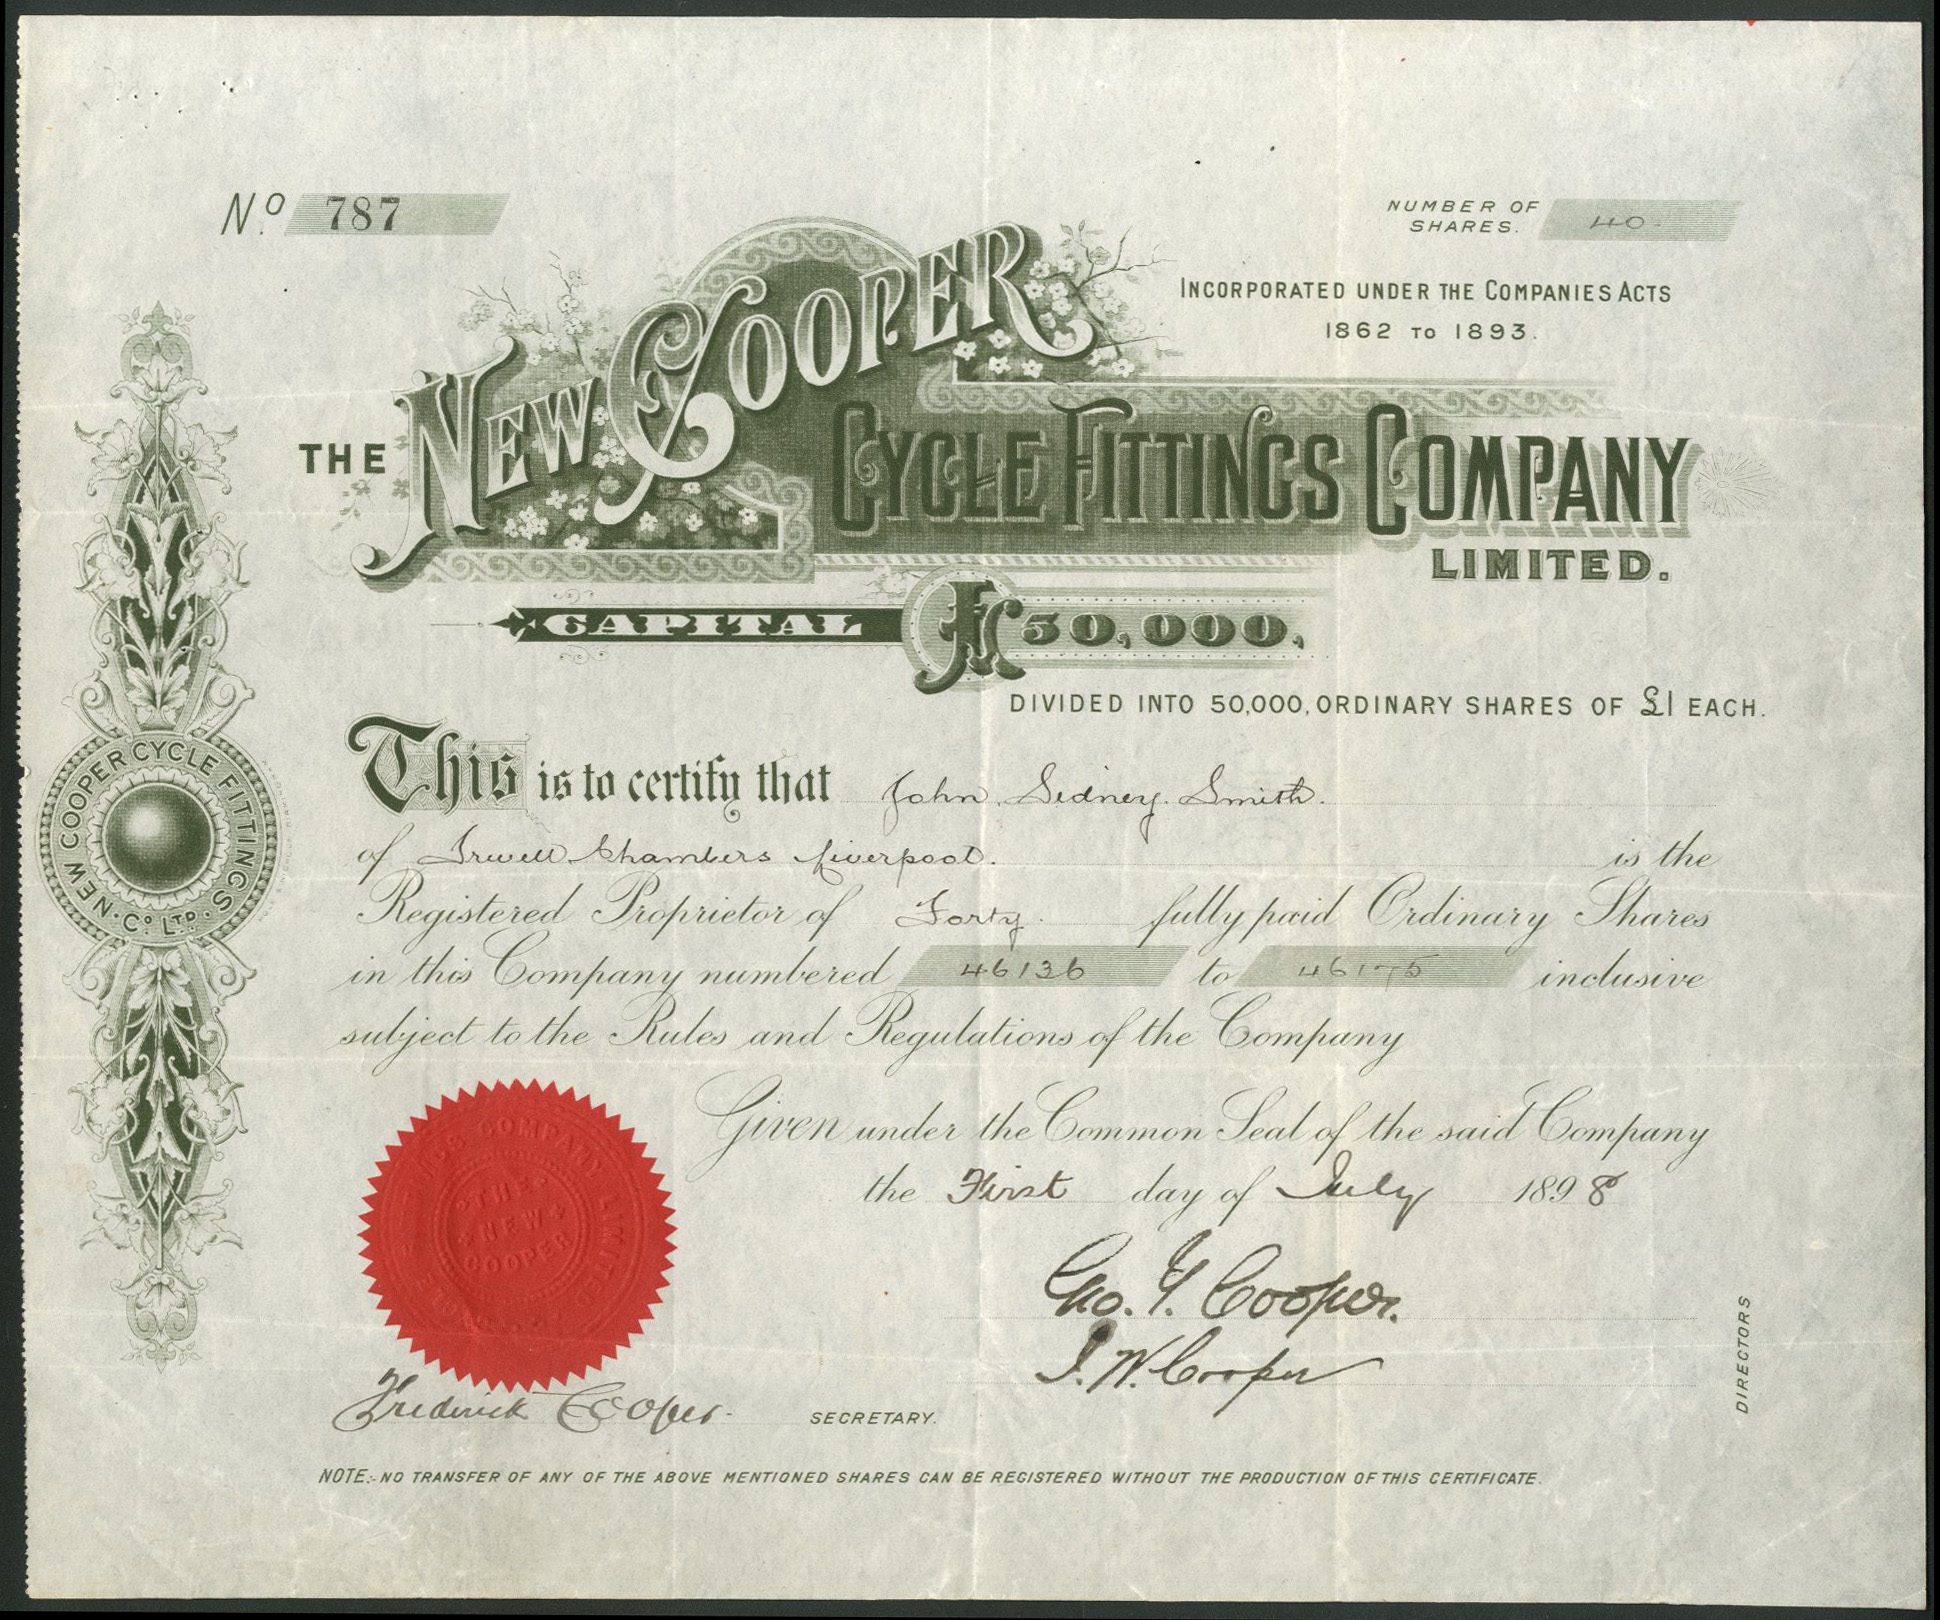 No 787
NUMBER OF SHARES. 40.
INCORPORATED UNDER THE COMPANIES ACTS
1862 TO 1893.
THE NEW COOPER
CYCLE FITTINGS COMPANY
LIMITED.
CAPITAL £50,000,
DIVIDED INTO 50,000, ORDINARY SHARES OF £1 EACH.
This is to certify that John Sidney Smith.
of Irwell Chambers Liverpool. is the
Registered Proprietor of Forty. fully paid Ordinary Shares
in this Company numbered 46136 to 46175 inclusive
subject to the Rules and Regulations of the Company
Given under the Common Seal of the said Company
the First day of July 1898
Geo. F. Cooper.
J. W. Cooper
DIRECTORS
Frederick Cooper. SECRETARY.
NOTE:- NO TRANSFER OF ANY OF THE ABOVE MENTIONED SHARES CAN BE REGISTERED WITHOUT THE PRODUCTION OF THIS CERTIFICATE.
NEW COOPER CYCLE FITTINGS Co LTD.
COMPANY LIMITED
THE
NEW
COOPER